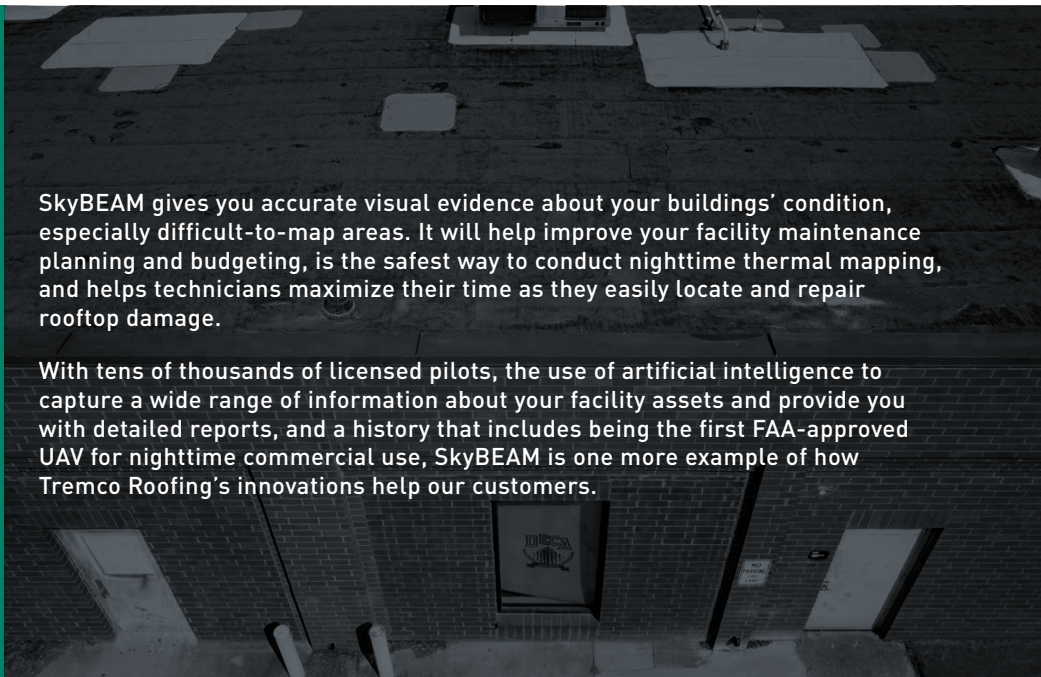 SkyBEAM gives you accurate visual evidence about your buildings’ condition,
especially difficult-to-map areas. It will help improve your facility maintenance
planning and budgeting, is the safest way to conduct nighttime thermal mapping,
and helps technicians maximize their time as they easily locate and repair
rooftop damage.
With tens of thousands of licensed pilots, the use of artificial intelligence to
capture a wide range of information about your facility assets and provide you
with detailed reports, and a history that includes being the first FAA-approved
UAV for nighttime commercial use, SkyBEAM is one more example of how
Tremco Roofing’s innovations help our customers.
DECA
NO
PARKING